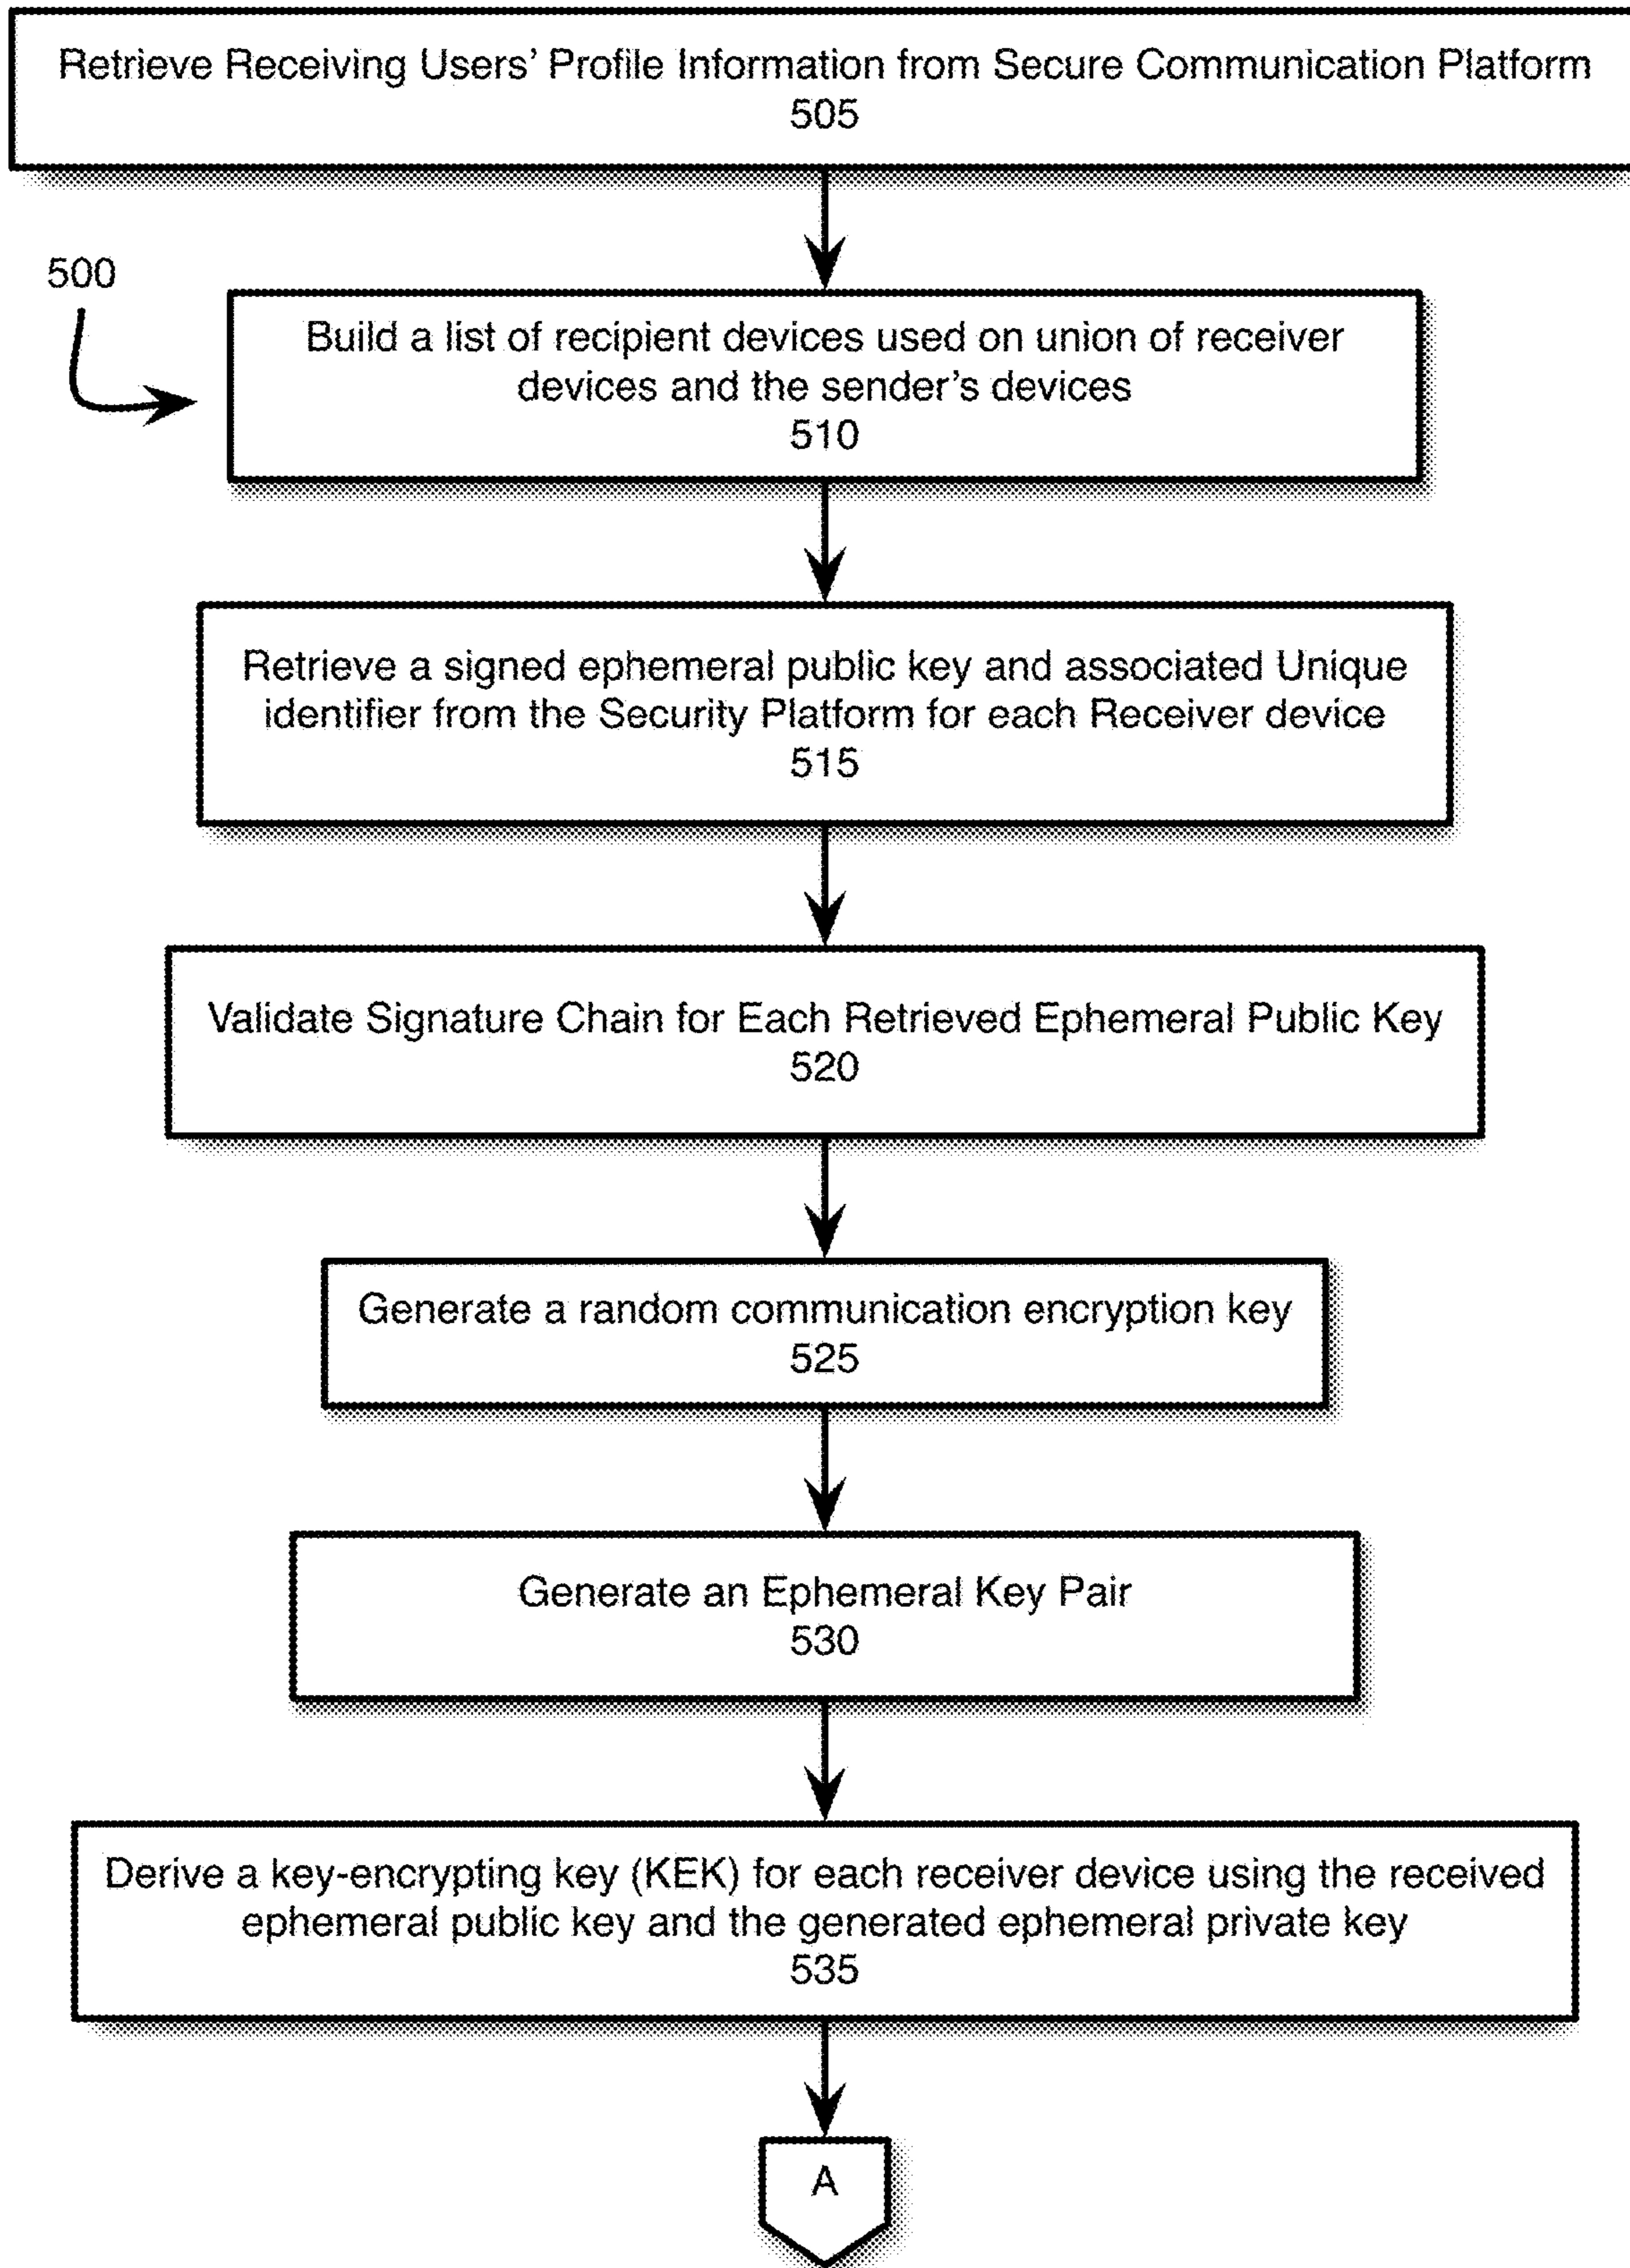 Retrieve Receiving Users’ Profile Information from Secure Communication Platform
505
500
Build a list of recipient devices used on union of receiver
devices and the sender’s devices
510
Retrieve a signed ephemeral public key and associated Unique
identifier from the Security Platform for each Receiver device
515
Validate Signature Chain for Each Retrieved Ephemeral Public Key
520
Generate a random communication encryption key
525
Generate an Ephemeral Key Pair
530
Derive a key-encrypting key (KEK) for each receiver device using the received
ephemeral public key and the generated ephemeral private key
535
A